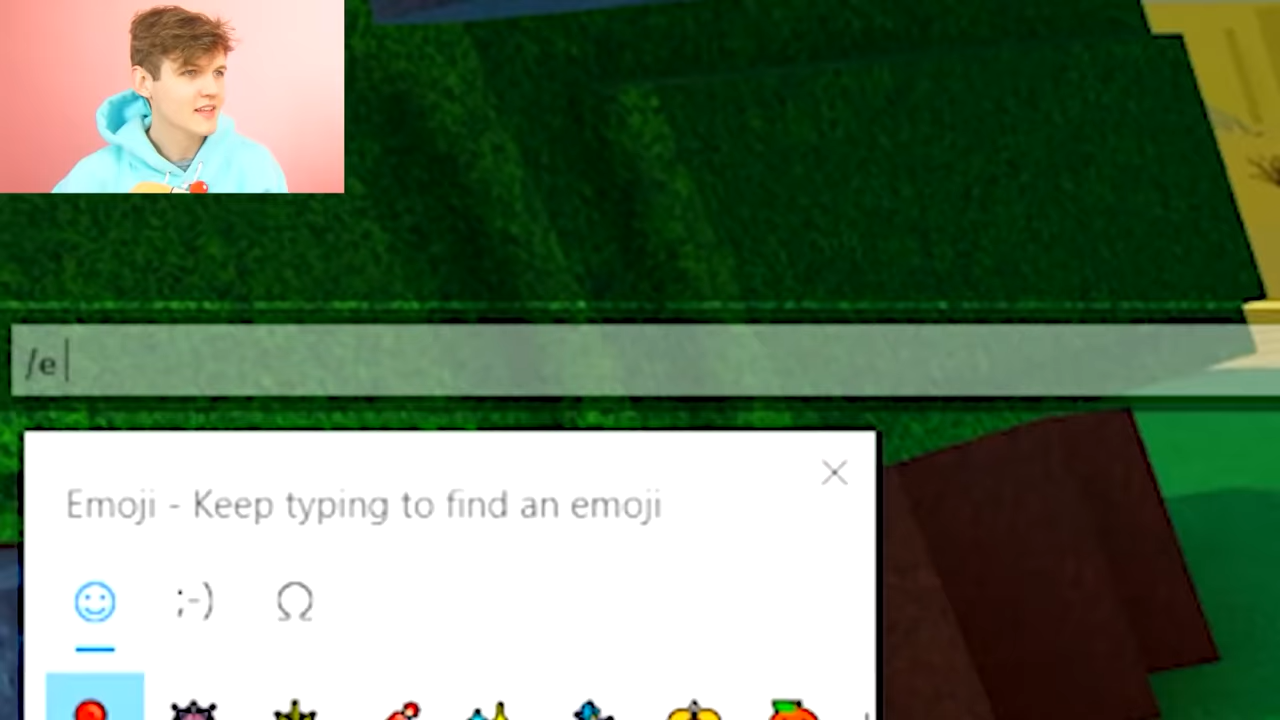 /e
Emoji - Keep typing to find an emoji
;-)
Ω